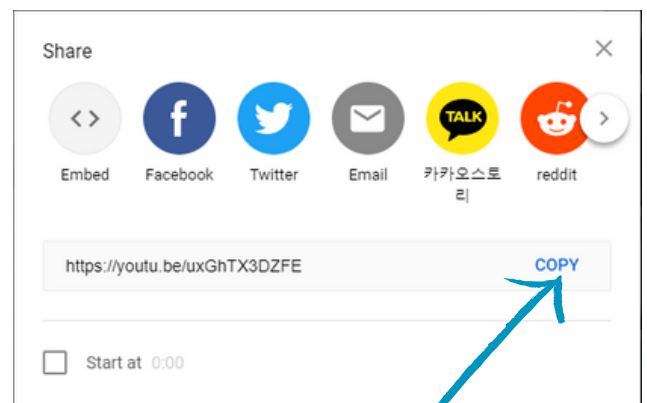 Share
TALK
Embed
Facebook
Twitter
Email
카카오스토
리
reddit
https://youtu.be/uxGhTX3DZFE
COPY
Start at 0:00